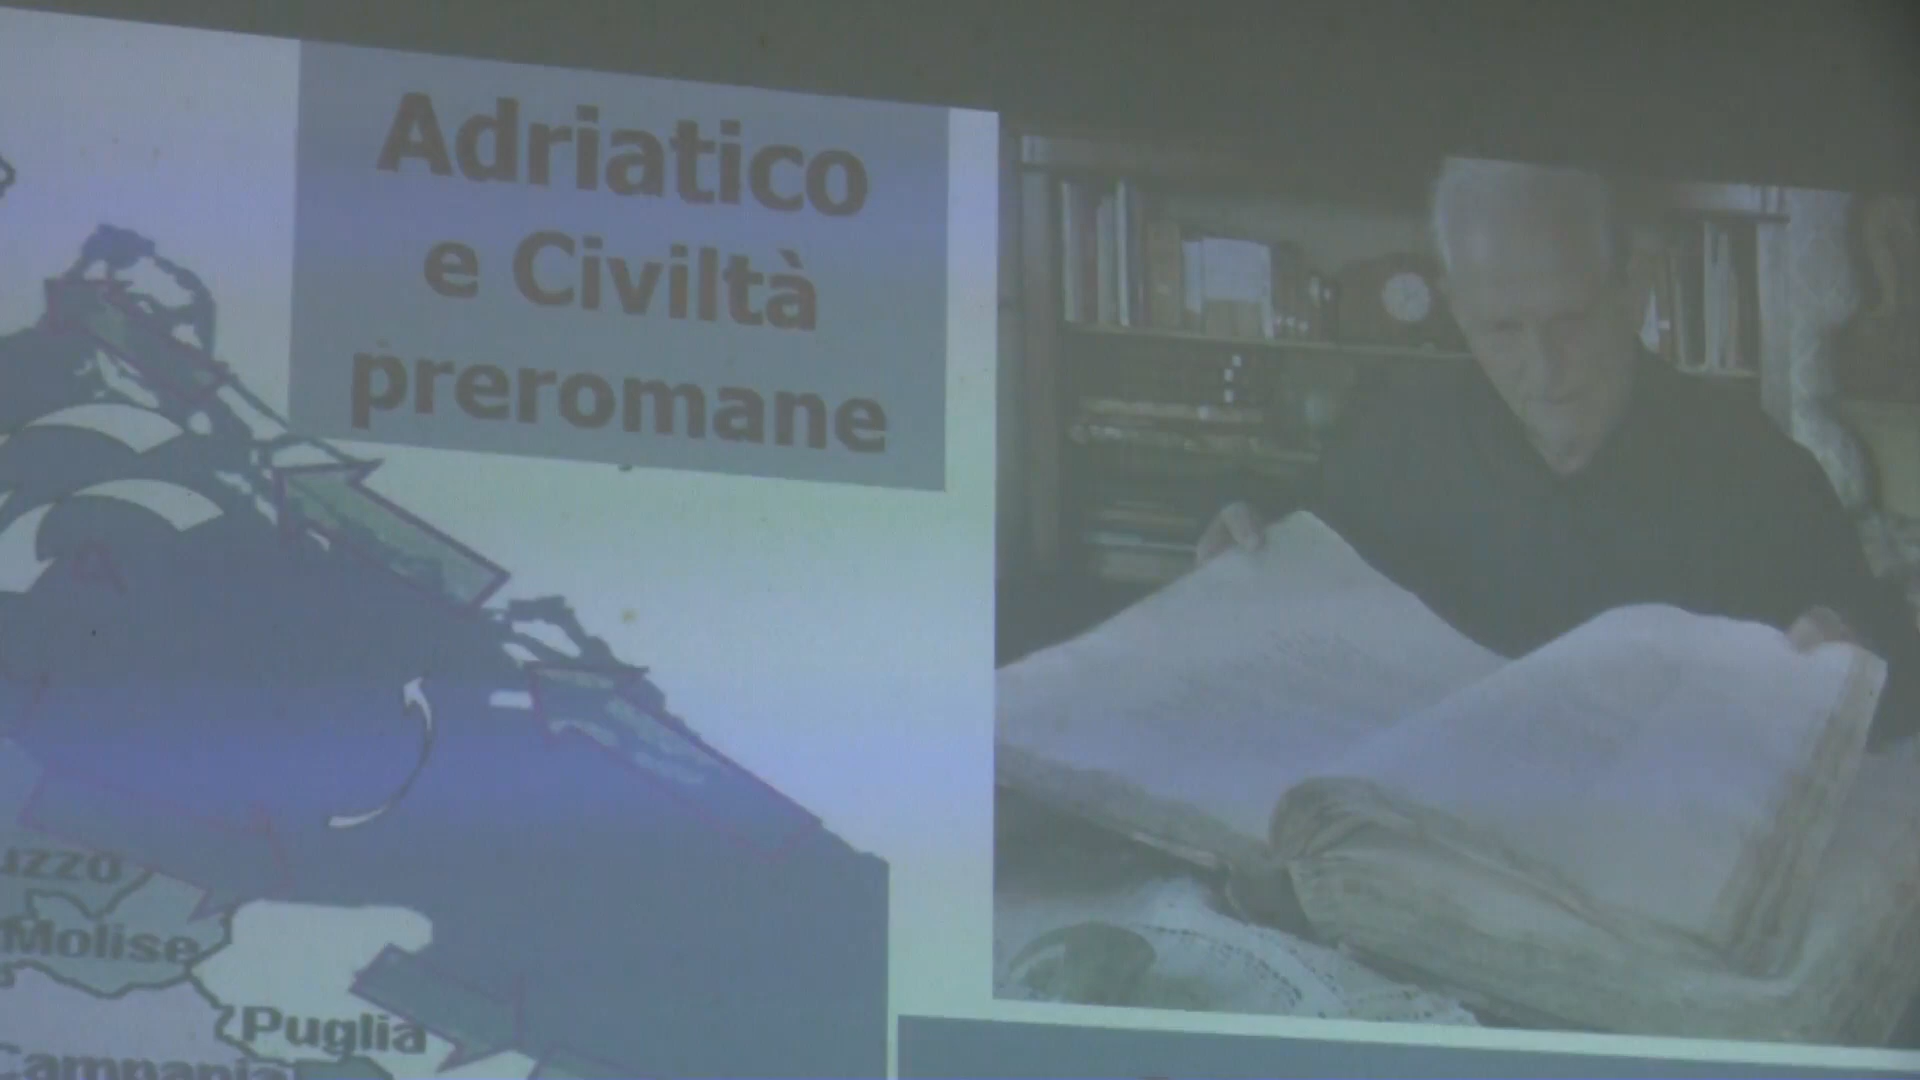 Adriatico
e Civiltà
preromane
Molise
Puglia